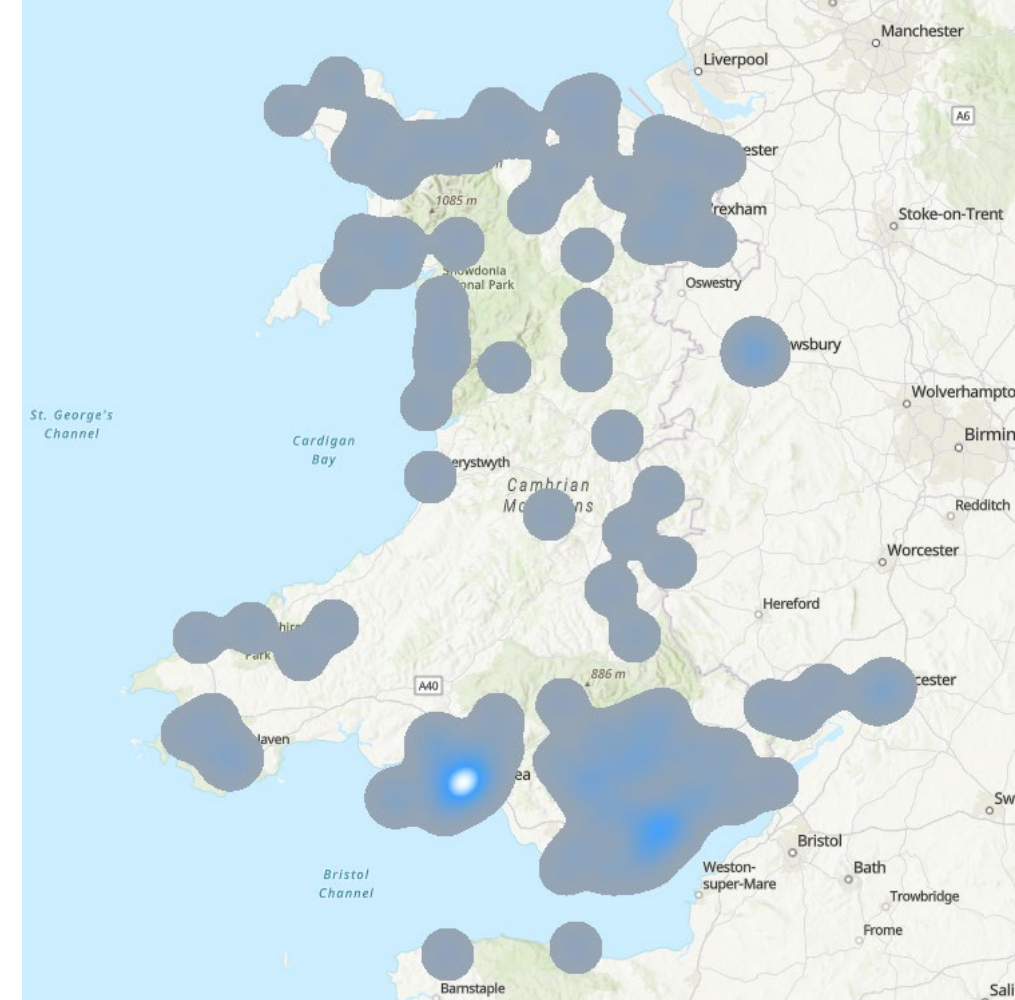 Manchester
Liverpool
A6
ester
1085 m
rexham
Stoke-on-Trent
Snowdonia
onal Park
Oswestry
wsbury
Wolverhampto
St. George's
Channel
Cardigan
Bay
Birmin
erystwyth
Cambrian
Redditch
Worcester
Hereford
Park
886 m
A40
cester
Haven
ea
Sw
Bristol
Weston-
super-Mare
Bath
Bristol
Channel
Trowbridge
Frome
Barnstaple
Sali